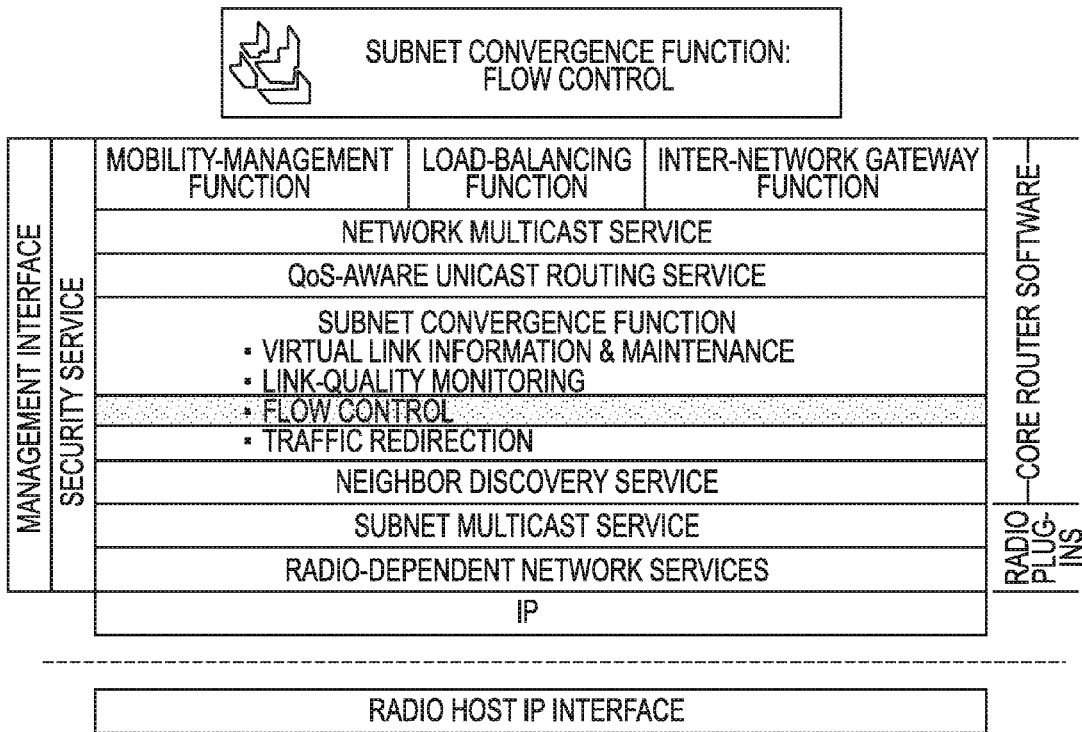 SUBNET CONVERGENCE FUNCTION:
FLOW CONTROL
MANAGEMENT INTERFACE
SECURITY SERVICE
MOBILITY-MANAGEMENT
FUNCTION
LOAD-BALANCING
FUNCTION
INTER-NETWORK GATEWAY
FUNCTION
NETWORK MULTICAST SERVICE
QoS-AWARE UNICAST ROUTING SERVICE
SUBNET CONVERGENCE FUNCTION
▪ VIRTUAL LINK INFORMATION & MAINTENANCE
▪ LINK-QUALITY MONITORING
▪ FLOW CONTROL
▪ TRAFFIC REDIRECTION
NEIGHBOR DISCOVERY SERVICE
SUBNET MULTICAST SERVICE
RADIO-DEPENDENT NETWORK SERVICES
IP
CORE ROUTER SOFTWARE
RADIO
PLUG-
INS
RADIO HOST IP INTERFACE